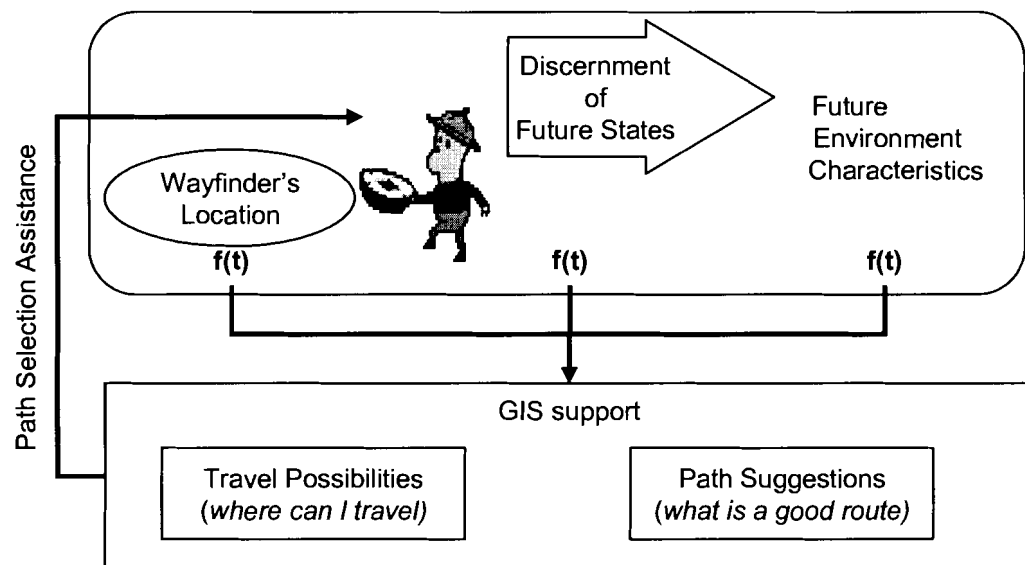 Discernment
of
Future States
Future
Environment
Characteristics
Wayfinder's
Location
f(t)
f(t)
f(t)
Path Selection Assistance
GIS support
Travel Possibilities
(where can I travel)
Path Suggestions
(what is a good route)